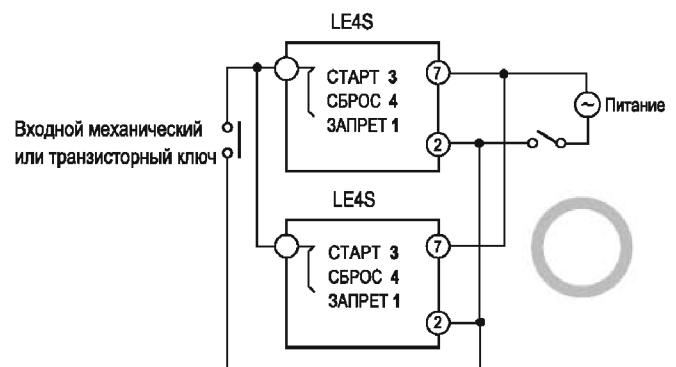 LE4S
СТАРТ 3
СБРОС 4
ЗАПРЕТ 1
7
2
Питание
Входной механический
или транзисторный ключ
LE4S
СТАРТ 3
СБРОС 4
ЗАПРЕТ 1
7
2